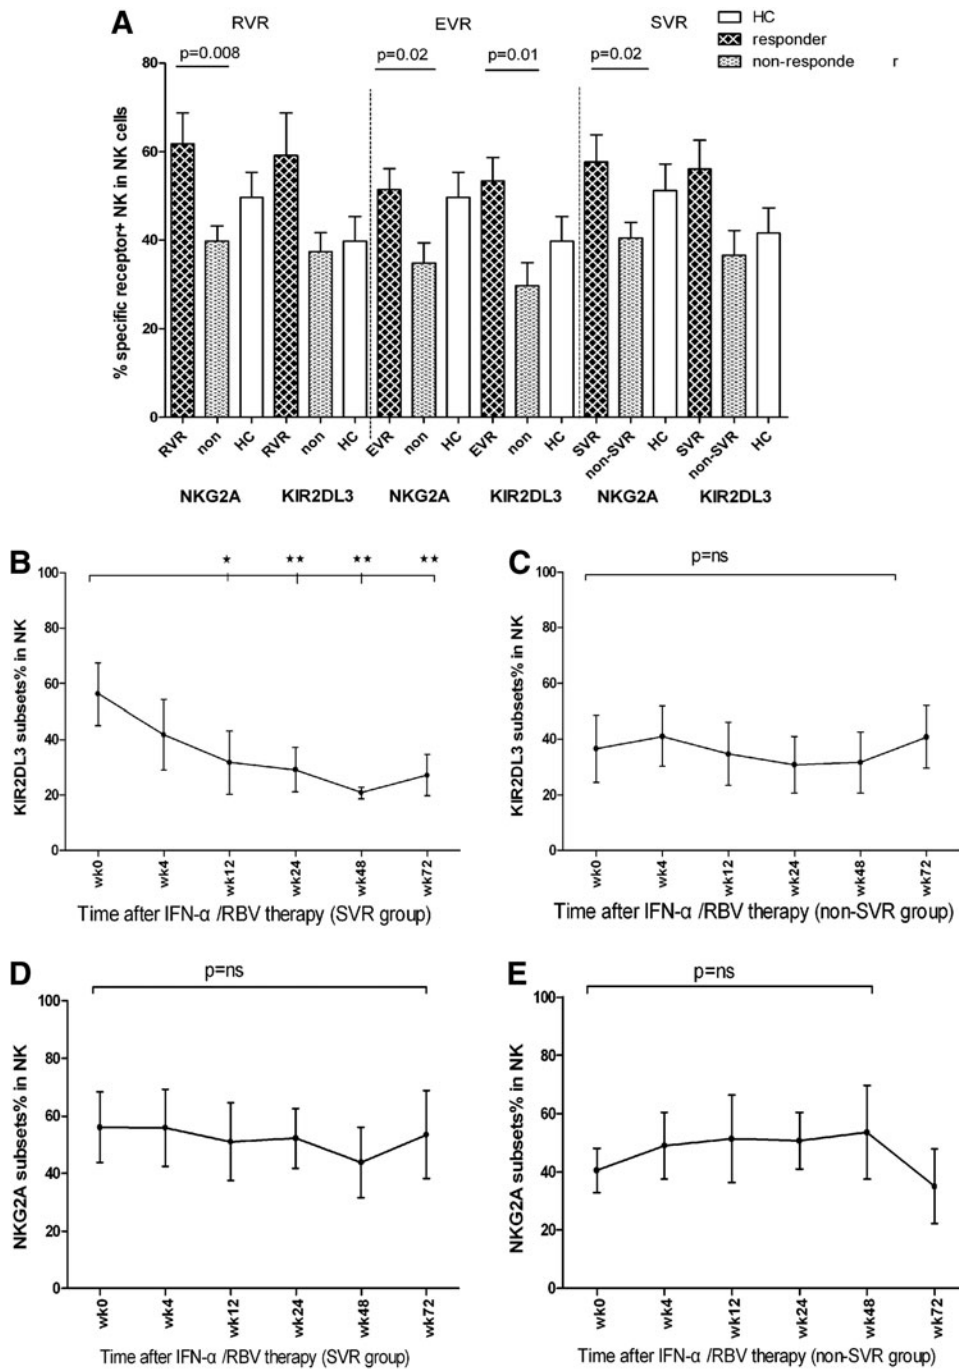 A
RVR
EVR
SVR
HC
responder
non-responde r
p=0.008
p=0.02
p=0.01
p=0.02
% specific receptor+ NK in NK cells
80
60
40
20
0
RVR non HC RVR non HC EVR non HC EVR non HC SVR non-SVR HC SVR non-SVR HC
NKG2A KIR2DL3 NKG2A KIR2DL3 NKG2A KIR2DL3
B
★ ★★ ★★ ★★
KIR2DL3 subsets% in NK
100
80
60
40
20
0
wk0 wk4 wk12 wk24 wk48 wk72
Time after IFN-α /RBV therapy (SVR group)
C
p=ns
KIR2DL3 subsets% in NK
100
80
60
40
20
0
wk0 wk4 wk12 wk24 wk48 wk72
Time after IFN-α /RBV therapy (non-SVR group)
D
p=ns
NKG2A subsets% in NK
100
80
60
40
20
0
wk0 wk4 wk12 wk24 wk48 wk72
Time after IFN-α /RBV therapy (SVR group)
E
p=ns
NKG2A subsets% in NK
100
80
60
40
20
0
wk0 wk4 wk12 wk24 wk48 wk72
Time after IFN-α /RBV therapy (non-SVR group)